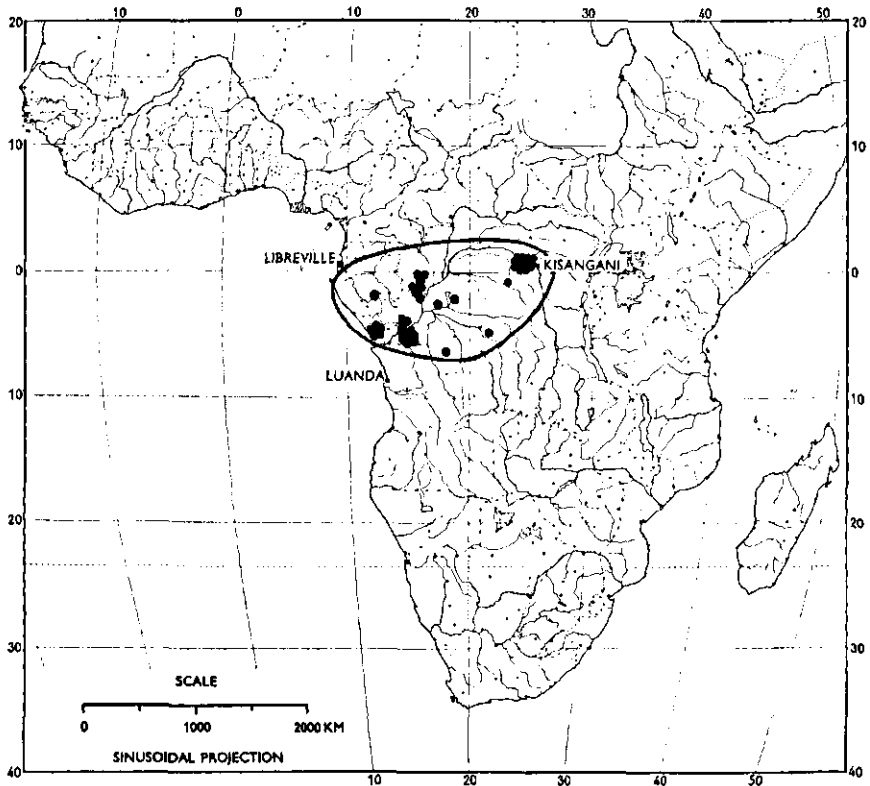 10 0 10 20 30 40 50
20 20
10 10
LIBREVILLE
0 KISANGANI 0
LUANDA
10 10
20 20
30 30
SCALE
0 1000 2000 KM
SINUSOIDAL PROJECTION
40 40
10 20 30 40 50